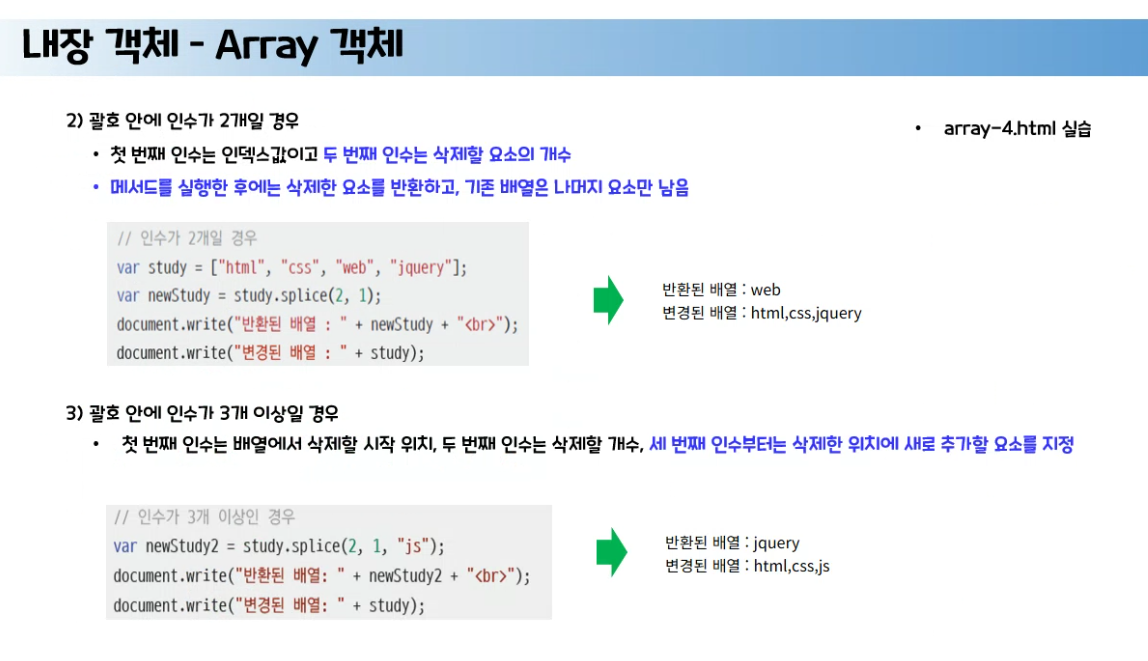 내장 객체 - Array 객체
2) 괄호 안에 인수가 2개일 경우
• array-4.html 실습
• 첫 번째 인수는 인덱스값이고 두 번째 인수는 삭제할 요소의 개수
• 메서드를 실행한 후에는 삭제한 요소를 반환하고, 기존 배열은 나머지 요소만 남음
// 인수가 2개일 경우
var study = ["html", "css", "web", "jquery"];
var newStudy = study.splice(2, 1);
document.write("반환된 배열 : " + newStudy + "<br>");
document.write("변경된 배열 : " + study);
반환된 배열 : web
변경된 배열 : html,css,jquery
3) 괄호 안에 인수가 3개 이상일 경우
• 첫 번째 인수는 배열에서 삭제할 시작 위치, 두 번째 인수는 삭제할 개수, 세 번째 인수부터는 삭제한 위치에 새로 추가할 요소를 지정
// 인수가 3개 이상인 경우
var newStudy2 = study.splice(2, 1, "js");
document.write("반환된 배열: " + newStudy2 + "<br>");
document.write("변경된 배열: " + study);
반환된 배열 : jquery
변경된 배열 : html,css,js